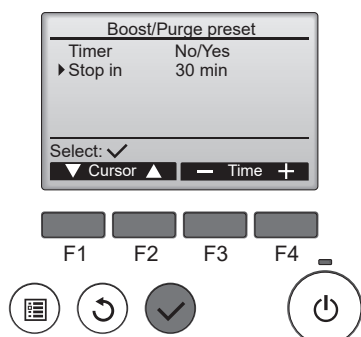 Boost/Purge preset
Timer No/Yes
Stop in 30 min
Select:
Cursor Time
F1 F2 F3 F4